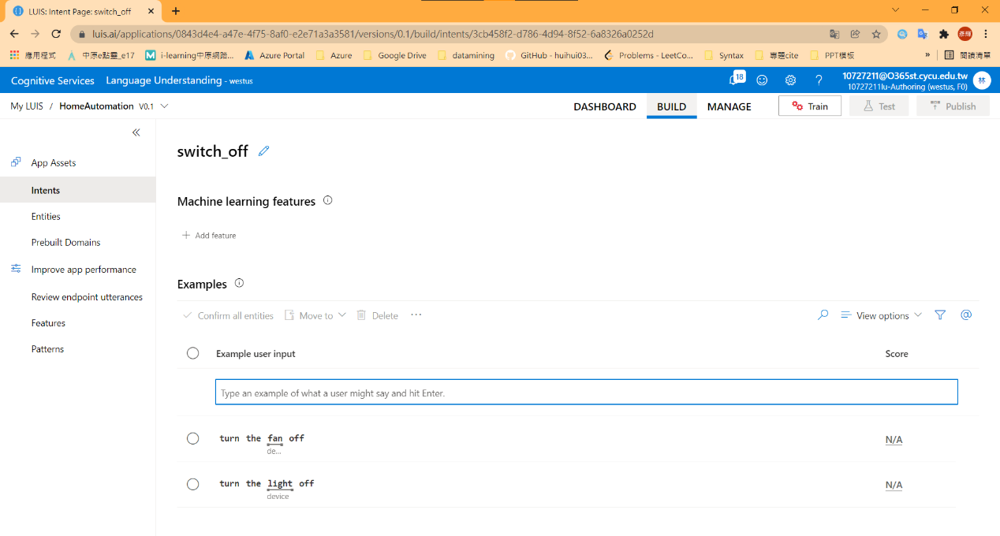 LUIS: Intent Page: switch_off
luis.ai/applications/0843d4e4-a47e-4f75-8af0-e2e71a3a3581/versions/0.1/build/intents/3cb458f2-d786-4d94-8f52-6a8326a0252d
應用程式 中原e點靈_e17 i-learning中原網路... Azure Portal Azure Google Drive datamining GitHub - huihui03... Problems - LeetCo... Syntax 專題cite PPT模板 » 閱讀清單
Cognitive Services Language Understanding - westus 18 ? 10727211@O365st.cycu.edu.tw 林
10727211lu-Authoring (westus, F0)
My LUIS / HomeAutomation V0.1 DASHBOARD BUILD MANAGE Train Test Publish
App Assets
Intents
Entities
Prebuilt Domains
Improve app performance
Review endpoint utterances
Features
Patterns
switch_off
Machine learning features
Add feature
Examples
Confirm all entities Move to Delete ... View options @
Example user input Score
Type an example of what a user might say and hit Enter.
turn the fan off N/A
de...
turn the light off N/A
device